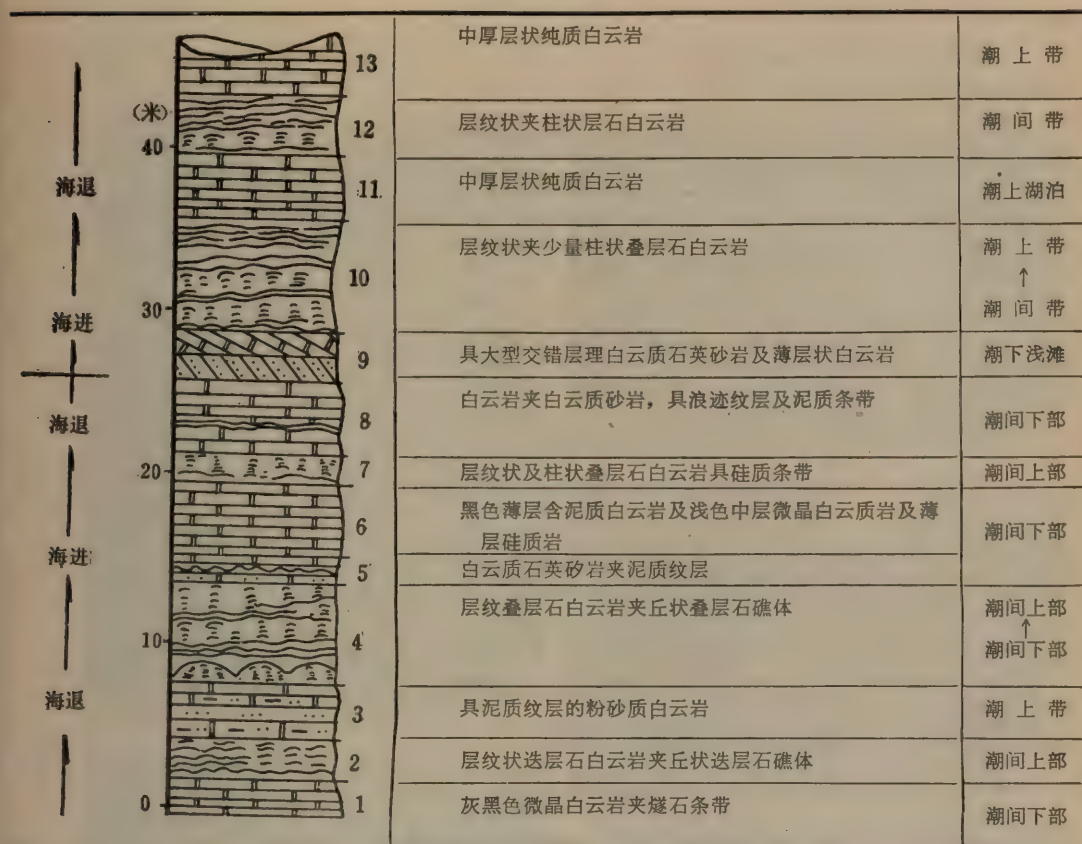 中厚层状纯质白云岩
潮上带
13
(米)
12
层纹状夹柱状层石白云岩
潮间带
40
海退
11
中厚层状纯质白云岩
潮上湖泊
层纹状夹少量柱状叠层石白云岩
潮上带
↑
潮间带
10
30
海进
9
具大型交错层理白云质石英砂岩及薄层状白云岩
潮下浅滩
海退
8
白云岩夹白云质砂岩，具浪迹纹层及泥质条带
潮间下部
20
7
层纹状及柱状叠层石白云岩具硅质条带
潮间上部
6
黑色薄层含泥质白云岩及浅色中层微晶白云质岩及薄
层硅质岩
潮间下部
海进
5
白云质石英矽岩夹泥质纹层
层纹叠层石白云岩夹丘状叠层石礁体
潮间上部
↑
潮间下部
10
4
海退
3
具泥质纹层的粉砂质白云岩
潮上带
2
层纹状迭层石白云岩夹丘状迭层石礁体
潮间上部
0
1
灰黑色微晶白云岩夹燧石条带
潮间下部